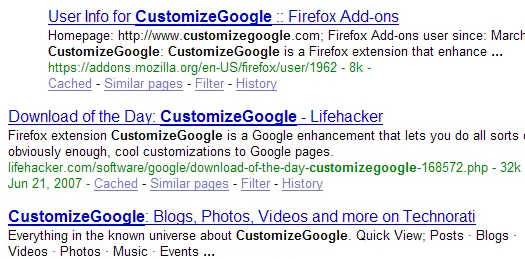 User Info for CustomizeGoogle :: Firefox Add-ons
Homepage: http://www.customizegoogle.com; Firefox Add-ons user since: March
CustomizeGoogle: CustomizeGoogle is a Firefox extension that enhance ...
https://addons.mozilla.org/en-US/firefox/user/1962 - 8k -
Cached - Similar pages - Filter - History
Download of the Day: CustomizeGoogle - Lifehacker
Firefox extension CustomizeGoogle is a Google enhancement that lets you do all sorts
obviously enough, cool customizations to Google pages.
lifehacker.com/software/google/download-of-the-day-customizegoogle-168572.php - 32k
Jun 21, 2007 - Cached - Similar pages - Filter - History
CustomizeGoogle: Blogs, Photos, Videos and more on Technorati
Everything in the known universe about CustomizeGoogle. Quick View; Posts · Blogs ·
Videos · Photos · Music · Events ...